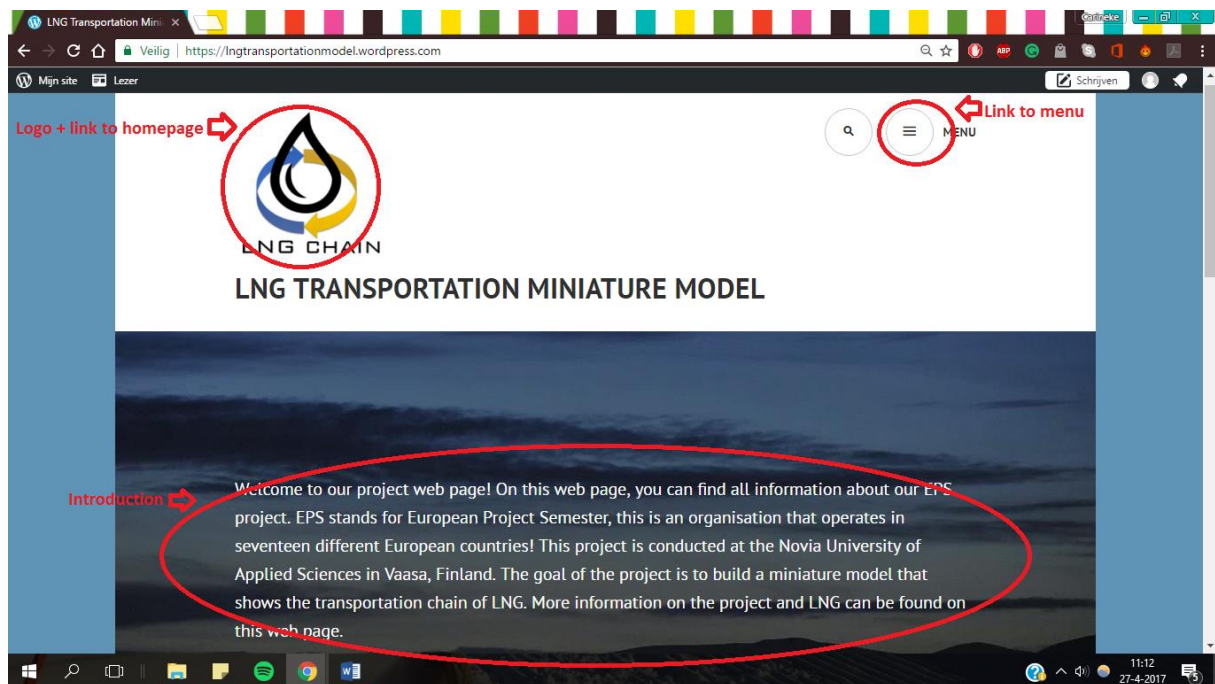 LNG Transportation Mini
Carineke
Veilig | https://lngtransportationmodel.wordpress.com
ABP
Mijn site Lezer Schrijven
Logo + link to homepage
Link to menu
MENU
LNG CHAIN
LNG TRANSPORTATION MINIATURE MODEL
Introduction
Welcome to our project web page! On this web page, you can find all information about our EPS
project. EPS stands for European Project Semester, this is an organisation that operates in
seventeen different European countries! This project is conducted at the Novia University of
Applied Sciences in Vaasa, Finland. The goal of the project is to build a miniature model that
shows the transportation chain of LNG. More information on the project and LNG can be found on
this web page.
11:12
27-4-2017
5